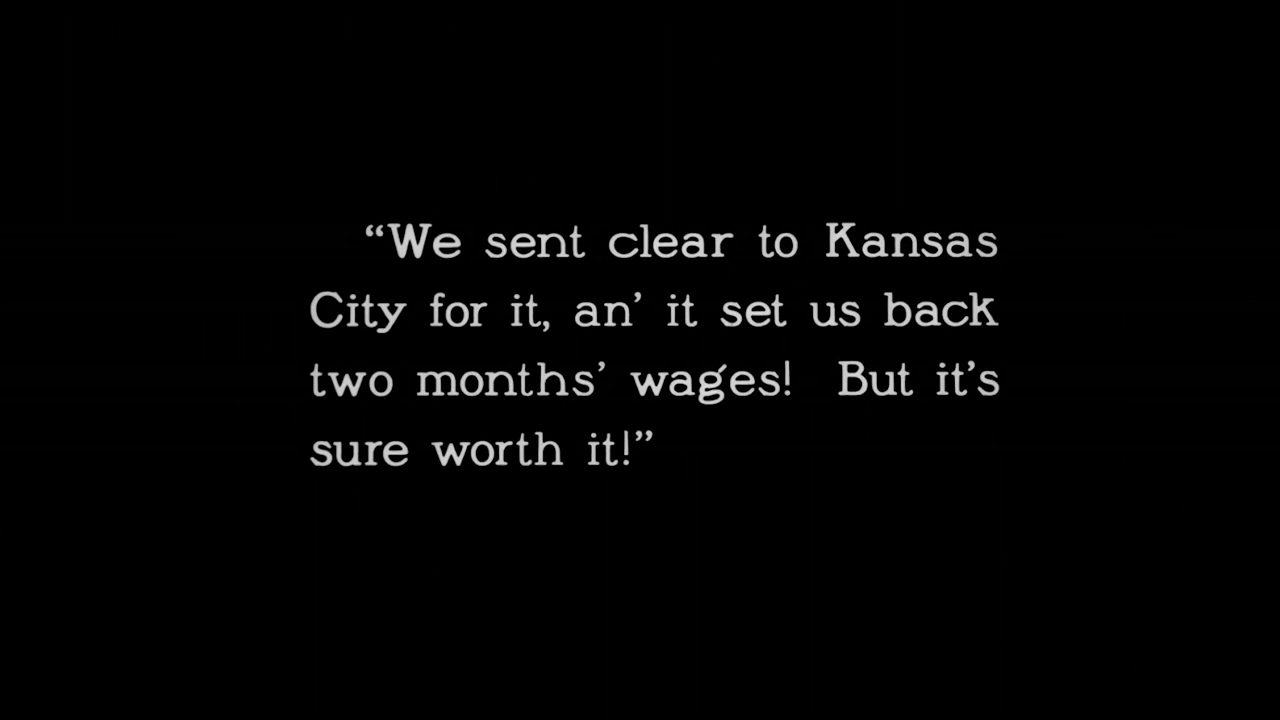 “We sent clear to Kansas
City for it, an’ it set us back
two months’ wages!  But it’s
sure worth it!”